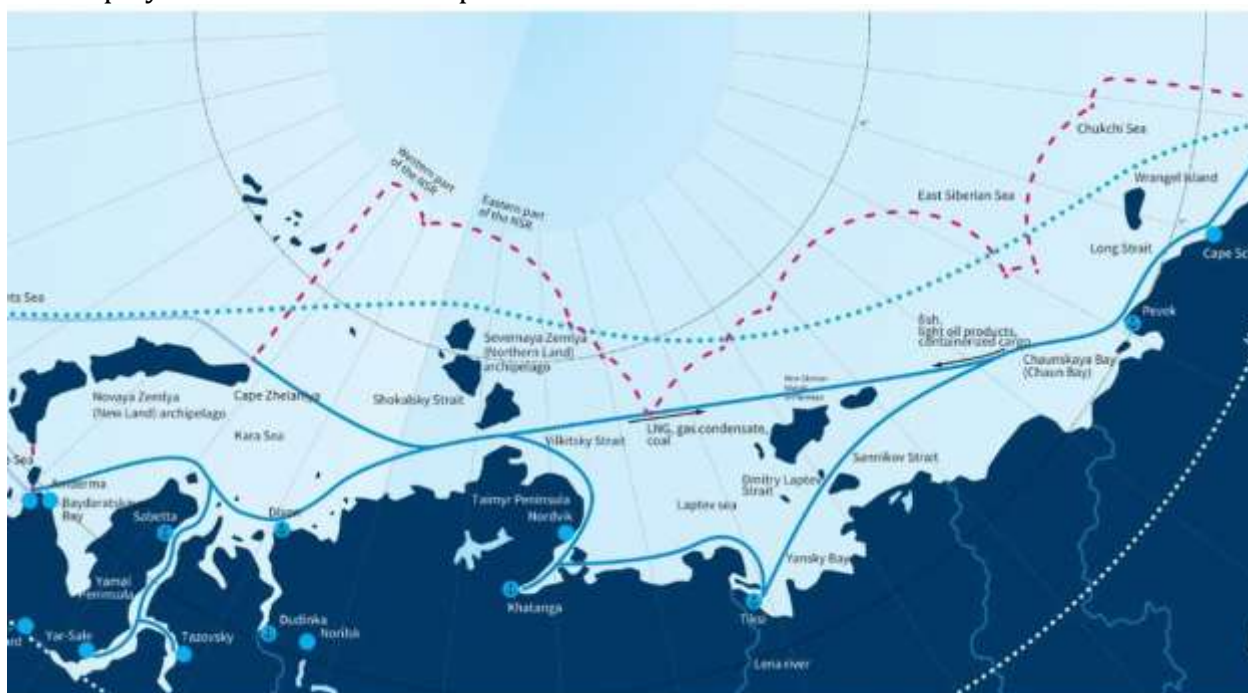 Chukchi Sea
Western part
of the NSR
Eastern part
of the NSR
Wrangel Island
East Siberian Sea
Long Strait
Cape Sc
ts Sea
Pevek
fish,
light oil products,
containerized cargo
Severnaya Zemlya
(Northern Land)
archipelago
Chaunskaya Bay
(Chaun Bay)
Novaya Zemlya
(New Land) archipelago
Cape Zhelaniya
Shokalsky Strait
LNG, gas condensate,
coal
Kara Sea
Vilkitsky Strait
Sannikov Strait
Sea
Amderma
Baydaratskay
Bay
Sabetta
Dikson
Taimyr Peninsula
Nordvik
Dmitry Laptev
Strait
Laptev sea
Yansky Bay
Yamal
Peninsula
Khatanga
Tiksi
Dudinka
Norilsk
Yar-Sale
Tazovsky
Lena river